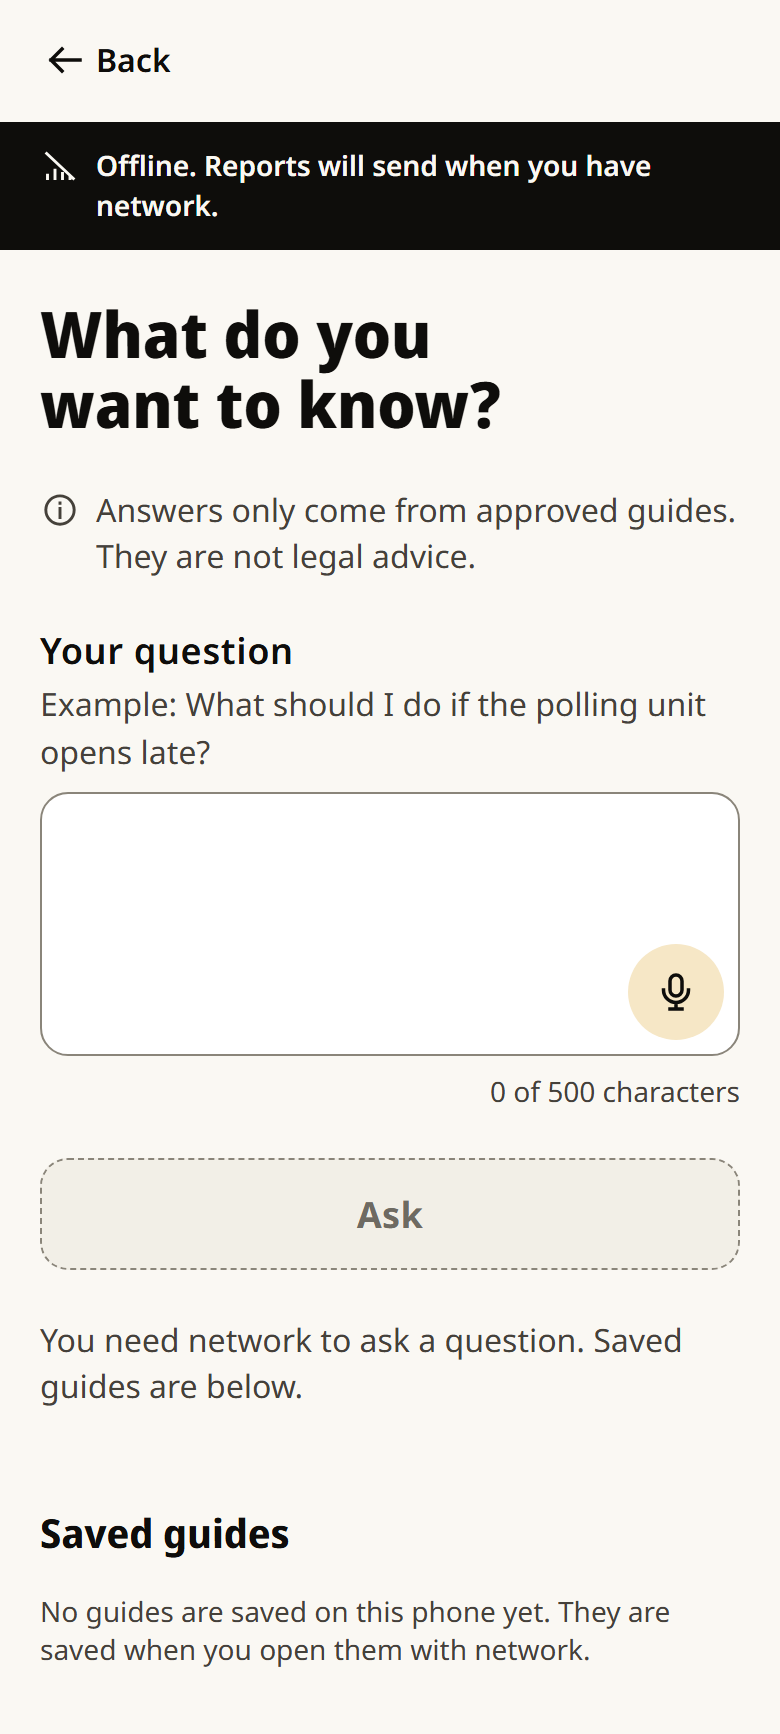 Back
Offline. Reports will send when you have
network.
What do you
want to know?
Answers only come from approved guides.
They are not legal advice.
Your question
Example: What should I do if the polling unit
opens late?
0 of 500 characters
Ask
You need network to ask a question. Saved
guides are below.
Saved guides
No guides are saved on this phone yet. They are
saved when you open them with network.